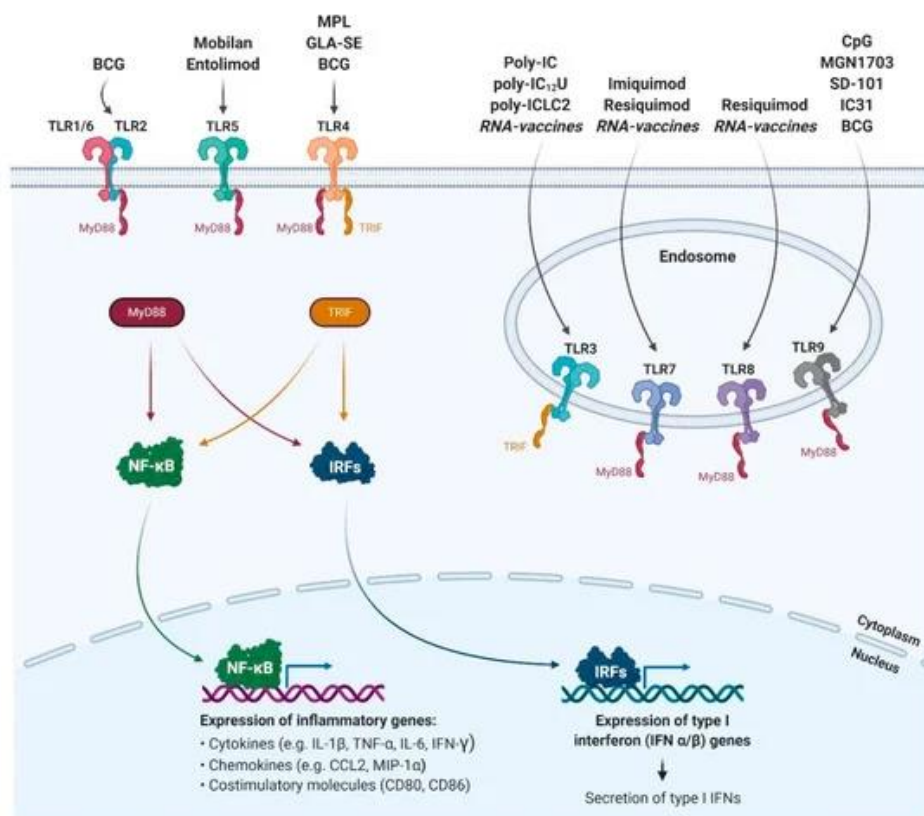 BCG
Mobilan
Entolimod
MPL
GLA-SE
BCG
Poly-IC
poly-IC₁₂U
poly-ICLC2
RNA-vaccines
Imiquimod
Resiquimod
RNA-vaccines
Resiquimod
RNA-vaccines
CpG
MGN1703
SD-101
IC31
BCG
TLR1/6
TLR2
TLR5
TLR4
MyD88
MyD88
MyD88
TRIF
Endosome
TLR3
TLR7
TLR8
TLR9
TRIF
MyD88
MyD88
MyD88
MyD88
TRIF
NF-κB
IRFs
Cytoplasm
Nucleus
NF-κB
IRFs
Expression of inflammatory genes:
• Cytokines (e.g. IL-1β, TNF-α, IL-6, IFN-γ)
• Chemokines (e.g. CCL2, MIP-1α)
• Costimulatory molecules (CD80, CD86)
Expression of type I
interferon (IFN α/β) genes
Secretion of type I IFNs